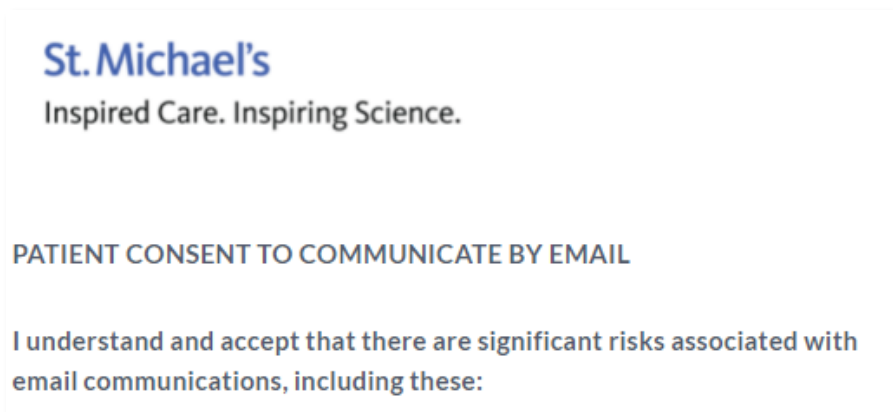 St. Michael's
Inspired Care. Inspiring Science.
PATIENT CONSENT TO COMMUNICATE BY EMAIL
I understand and accept that there are significant risks associated with
email communications, including these: